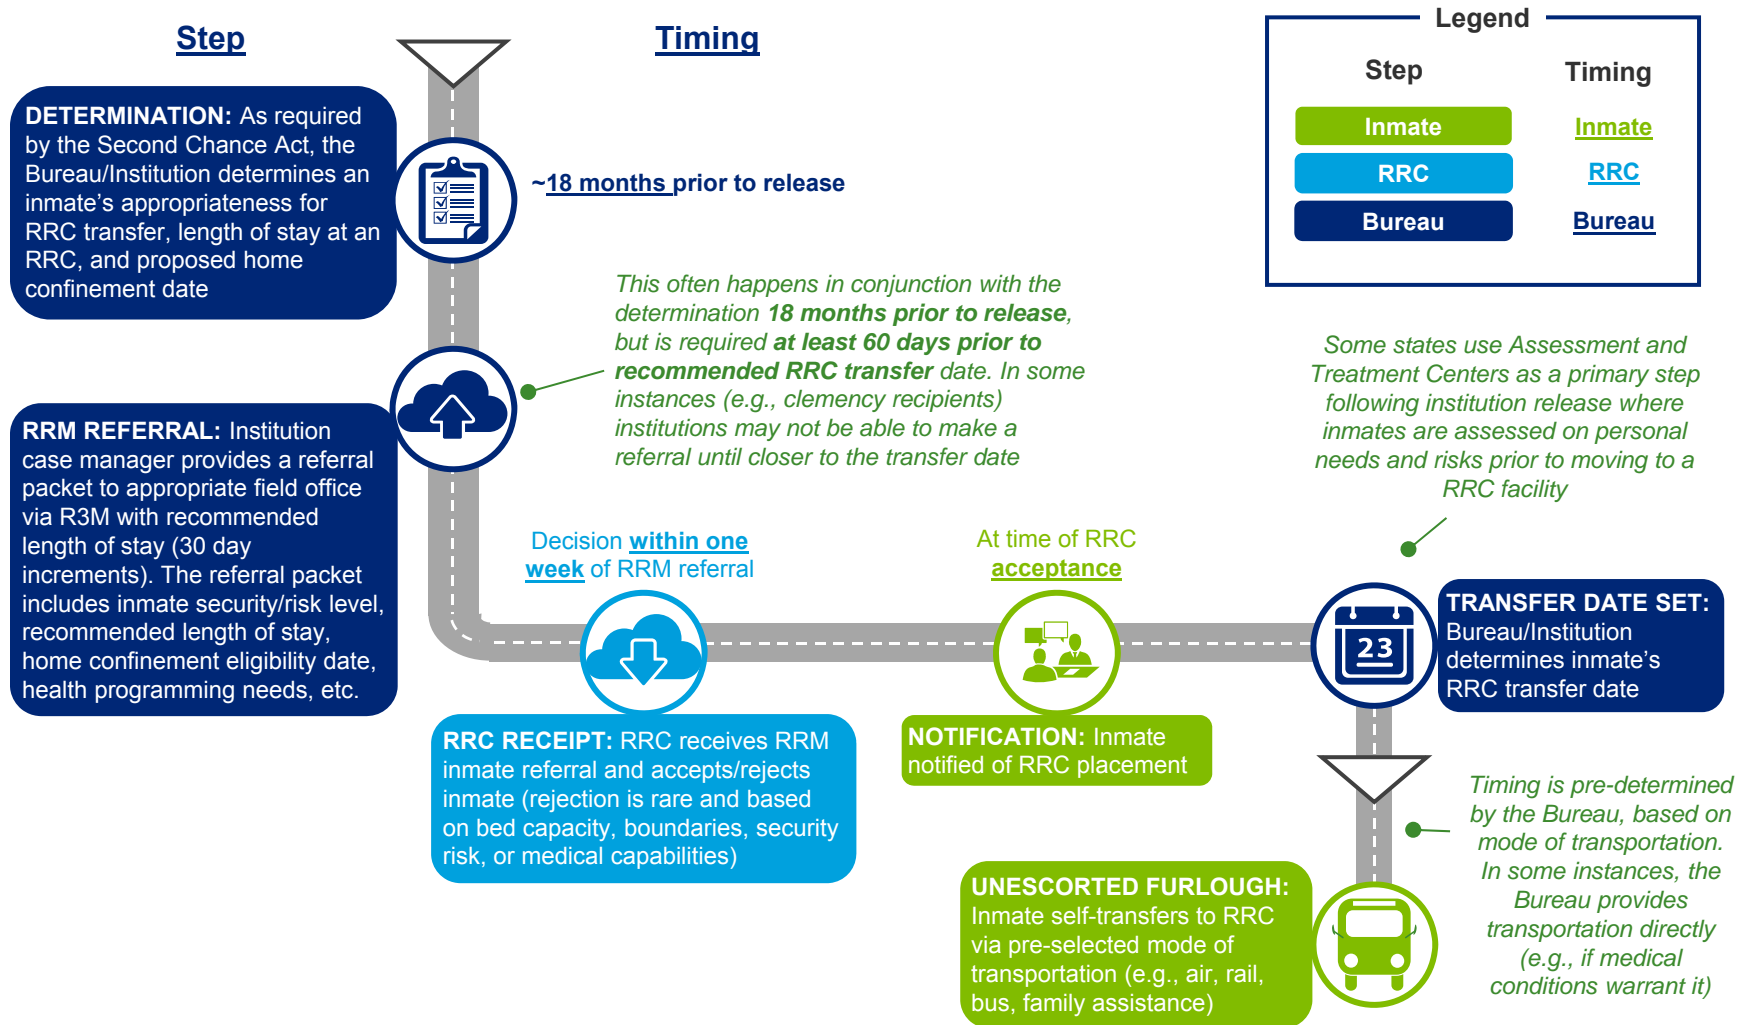 Step
Timing
Legend
Step
Timing
Inmate
Inmate
RRC
RRC
Bureau
Bureau
DETERMINATION: As required
by the Second Chance Act, the
Bureau/Institution determines an
inmate’s appropriateness for
RRC transfer, length of stay at an
RRC, and proposed home
confinement date
~18 months prior to release
This often happens in conjunction with the
determination 18 months prior to release,
but is required at least 60 days prior to
recommended RRC transfer date. In some
instances (e.g., clemency recipients)
institutions may not be able to make a
referral until closer to the transfer date
Some states use Assessment and
Treatment Centers as a primary step
following institution release where
inmates are assessed on personal
needs and risks prior to moving to a
RRC facility
RRM REFERRAL: Institution
case manager provides a referral
packet to appropriate field office
via R3M with recommended
length of stay (30 day
increments). The referral packet
includes inmate security/risk level,
recommended length of stay,
home confinement eligibility date,
health programming needs, etc.
Decision within one
week of RRM referral
At time of RRC
acceptance
23
TRANSFER DATE SET:
Bureau/Institution
determines inmate’s
RRC transfer date
RRC RECEIPT: RRC receives RRM
inmate referral and accepts/rejects
inmate (rejection is rare and based
on bed capacity, boundaries, security
risk, or medical capabilities)
NOTIFICATION: Inmate
notified of RRC placement
Timing is pre-determined
by the Bureau, based on
mode of transportation.
In some instances, the
Bureau provides
transportation directly
(e.g., if medical
conditions warrant it)
UNESCORTED FURLOUGH:
Inmate self-transfers to RRC
via pre-selected mode of
transportation (e.g., air, rail,
bus, family assistance)